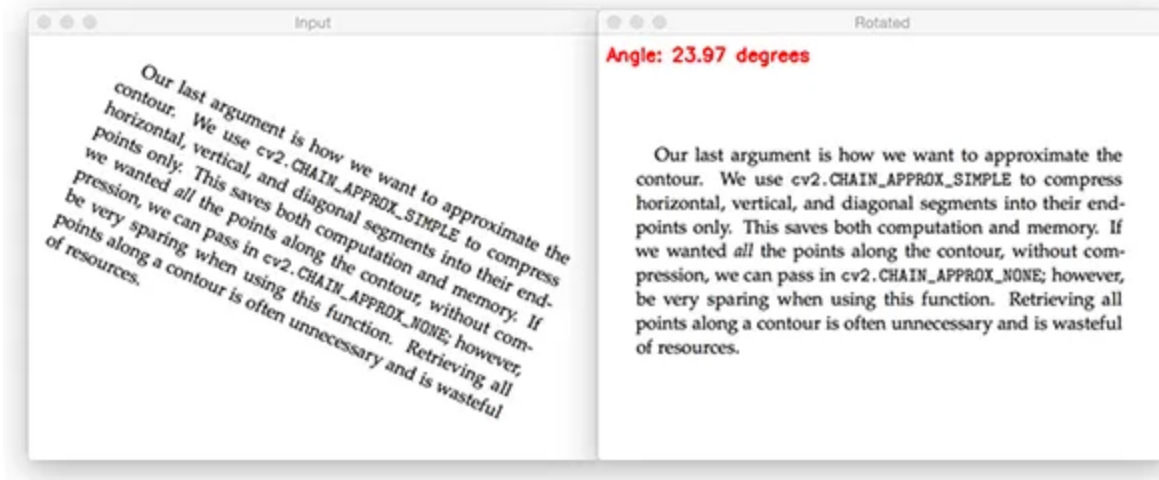 Input
Our last argument is how we want to approximate the
contour. We use cv2.CHAIN_APPROX_SIMPLE to compress
horizontal, vertical, and diagonal segments into their end-
points only. This saves both computation and memory. If
we wanted all the points along the contour, without com-
pression, we can pass in cv2.CHAIN_APPROX_NONE; however,
be very sparing when using this function. Retrieving all
points along a contour is often unnecessary and is wasteful
of resources.
Rotated
Angle: 23.97 degrees
Our last argument is how we want to approximate the
contour. We use cv2.CHAIN_APPROX_SIMPLE to compress
horizontal, vertical, and diagonal segments into their end-
points only. This saves both computation and memory. If
we wanted all the points along the contour, without com-
pression, we can pass in cv2.CHAIN_APPROX_NONE; however,
be very sparing when using this function. Retrieving all
points along a contour is often unnecessary and is wasteful
of resources.